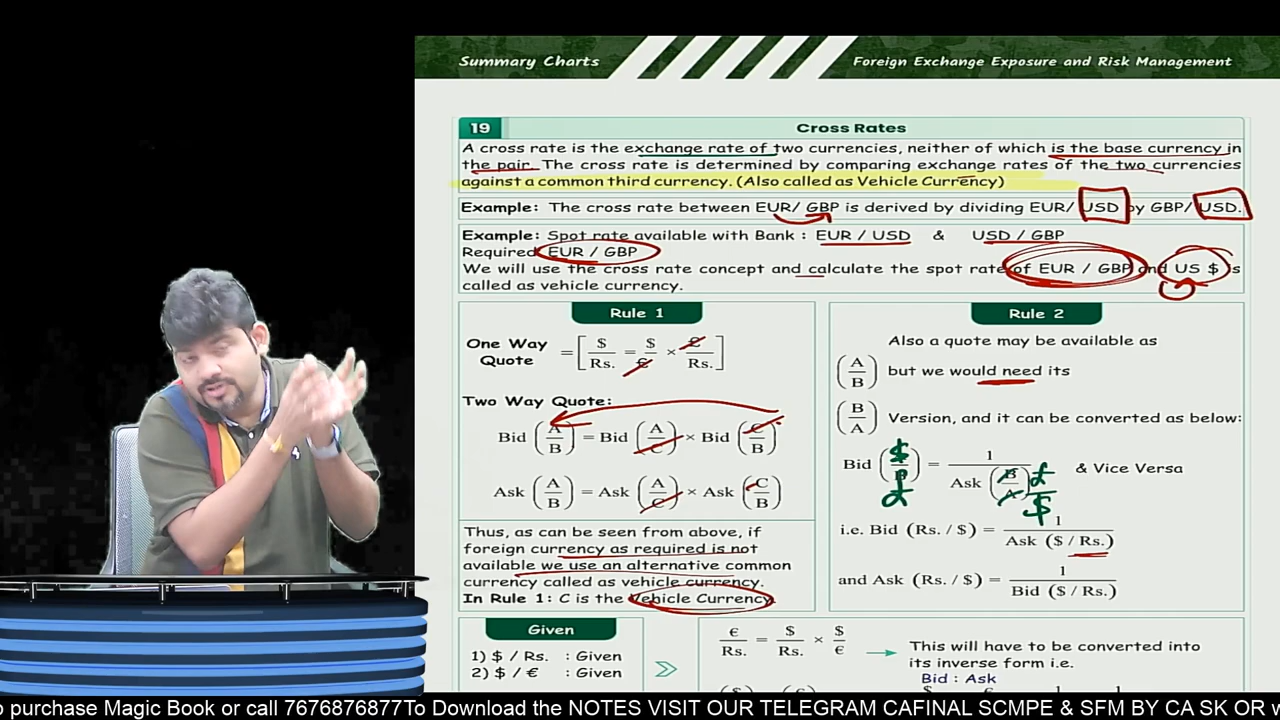 Summary Charts
Foreign Exchange Exposure and Risk Management
19
Cross Rates
A cross rate is the exchange rate of two currencies, neither of which is the base currency in
the pair. The cross rate is determined by comparing exchange rates of the two currencies
against a common third currency. (Also called as Vehicle Currency)
Example: The cross rate between EUR/ GBP is derived by dividing EUR/ USD by GBP/ USD.
Example: Spot rate available with Bank : EUR / USD & USD / GBP
Required EUR / GBP
We will use the cross rate concept and calculate the spot rate of EUR / GBP and US $ is
called as vehicle currency.
Rule 1
One Way Quote = [ $ / Rs. = $ / € × € / Rs. ]
Two Way Quote:
Bid (A/B) = Bid (A/C) × Bid (C/B)
Ask (A/B) = Ask (A/C) × Ask (C/B)
Thus, as can be seen from above, if
foreign currency as required is not
available we use an alternative common
currency called as vehicle currency.
In Rule 1: C is the Vehicle Currency.
Rule 2
Also a quote may be available as
(A/B) but we would need its
(B/A) Version, and it can be converted as below:
Bid ($/£) = 1 / Ask (B/A) £/$ & Vice Versa
i.e. Bid (Rs. / $) = 1 / Ask ($ / Rs.)
and Ask (Rs. / $) = 1 / Bid ($ / Rs.)
Given
1) $ / Rs. : Given
2) $ / € : Given
€ / Rs. = $ / Rs. × $ / €
This will have to be converted into
its inverse form i.e.
Bid : Ask
o purchase Magic Book or call 7676876877To Download the NOTES VISIT OUR TELEGRAM CAFINAL SCMPE & SFM BY CA SK OR w